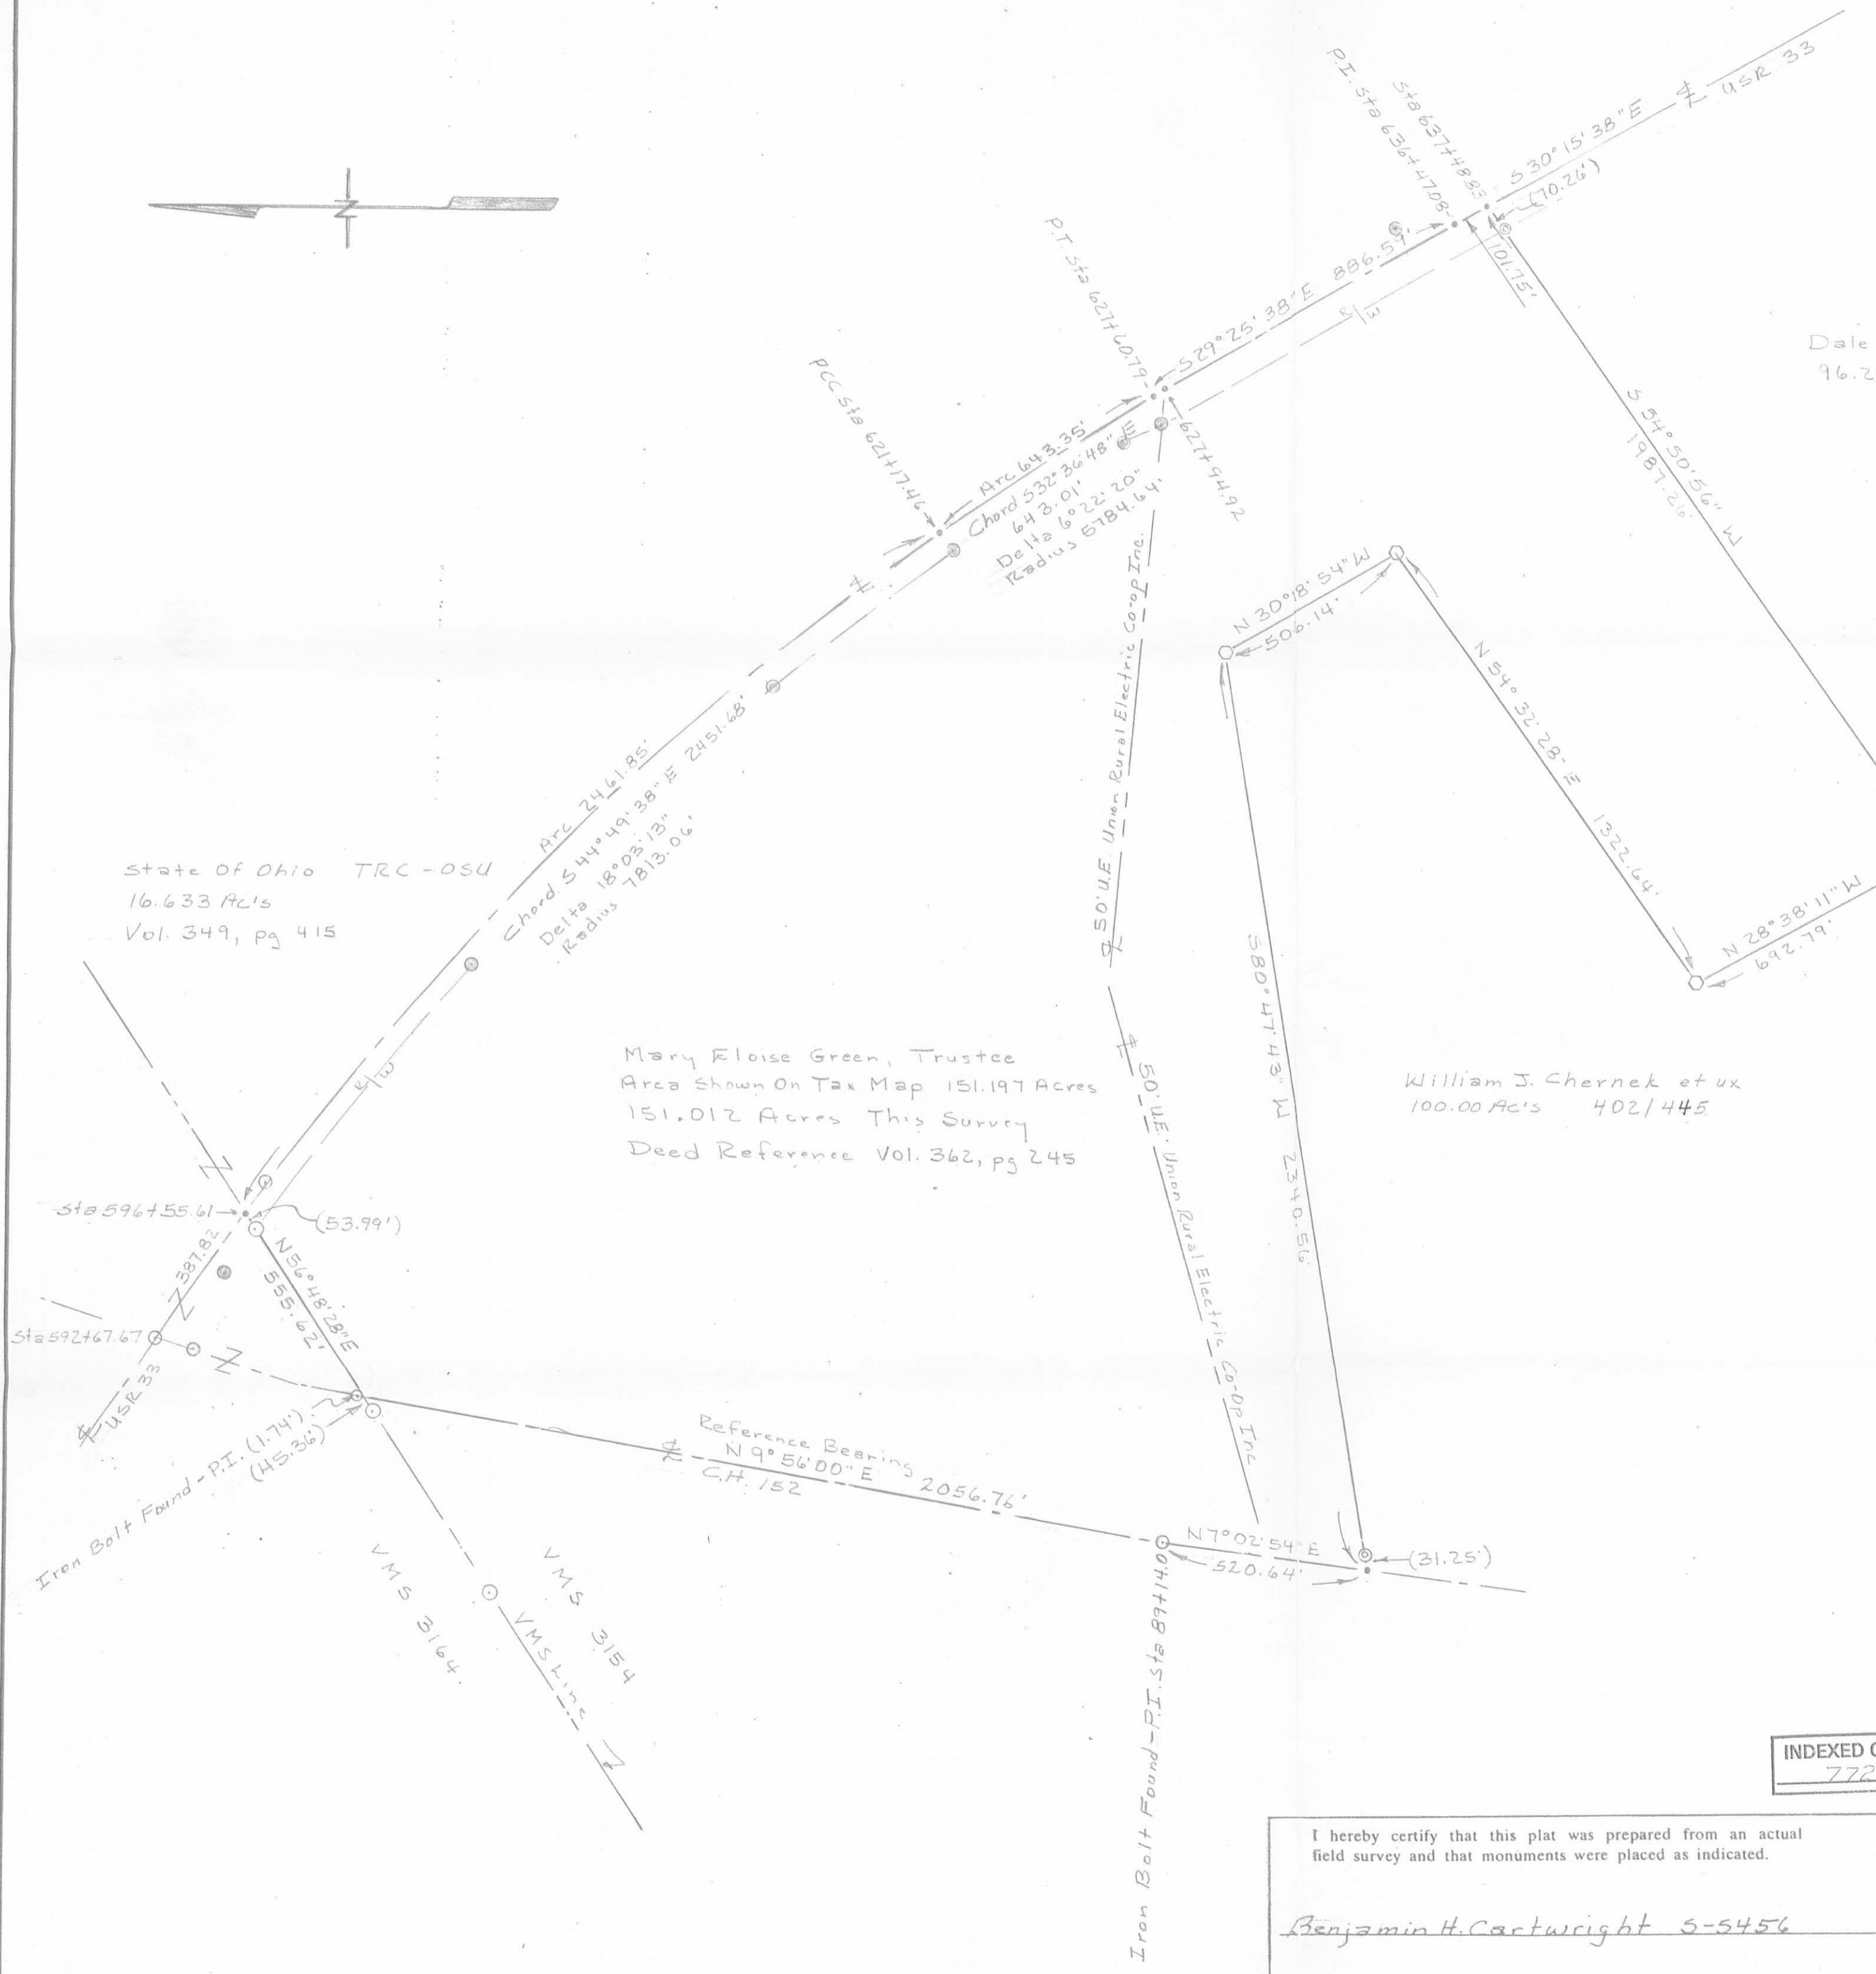 P.I. Sta 636+47.08
Sta 637+48.83
S 30° 15' 38" E
℄ USR 33
(70.26')
101.75'
P.T. Sta 627+60.79
S 29° 25' 38" E 886.59'
R/W
627+94.92
Dale
96.2
S 54° 50' 56" W
1987.26'
PCC Sta 621+17.46
Arc 643.35'
Chord S 32° 36' 48" E
643.01'
Delta 6° 22' 20"
Radius 5784.64'
℄
N 30° 18' 54" W
506.14'
N 54° 32' 28" E 1322.64'
N 28° 38' 11" W
692.79'
Arc 2461.85'
Chord S 44° 49' 38" E 2451.68'
Delta 18° 03' 13"
Radius 7813.06'
State Of Ohio TRC - OSU
16.633 Ac's
Vol. 349, pg 415
℄ 50' U.E. Union Rural Electric Co-op Inc.
S 80° 47' 43" W 2340.56'
R/W
Mary Eloise Green, Trustee
Area Shown On Tax Map 151.197 Acres
151.012 Acres This Survey
Deed Reference Vol. 362, pg 245
William J. Chernek et ux
100.00 Ac's 402/445
℄ 50' U.E. Union Rural Electric Co-Op Inc
Sta 596+55.61
(53.99')
387.82
N 56° 48' 28" E
555.62'
Sta 592+67.67
℄ USR 33
Iron Bolt Found - P.I. (1.74')
(45.36')
Reference Bearing
N 9° 56' 00" E 2056.76'
℄ C.H. 152
N 7° 02' 54" E
520.64'
(31.25')
Iron Bolt Found - P.I. Sta 89+14.0
VMS 3164
VMS 3154
VMS Line
INDEXED
772
I hereby certify that this plat was prepared from an actual
field survey and that monuments were placed as indicated.
Benjamin H. Cartwright S-5456